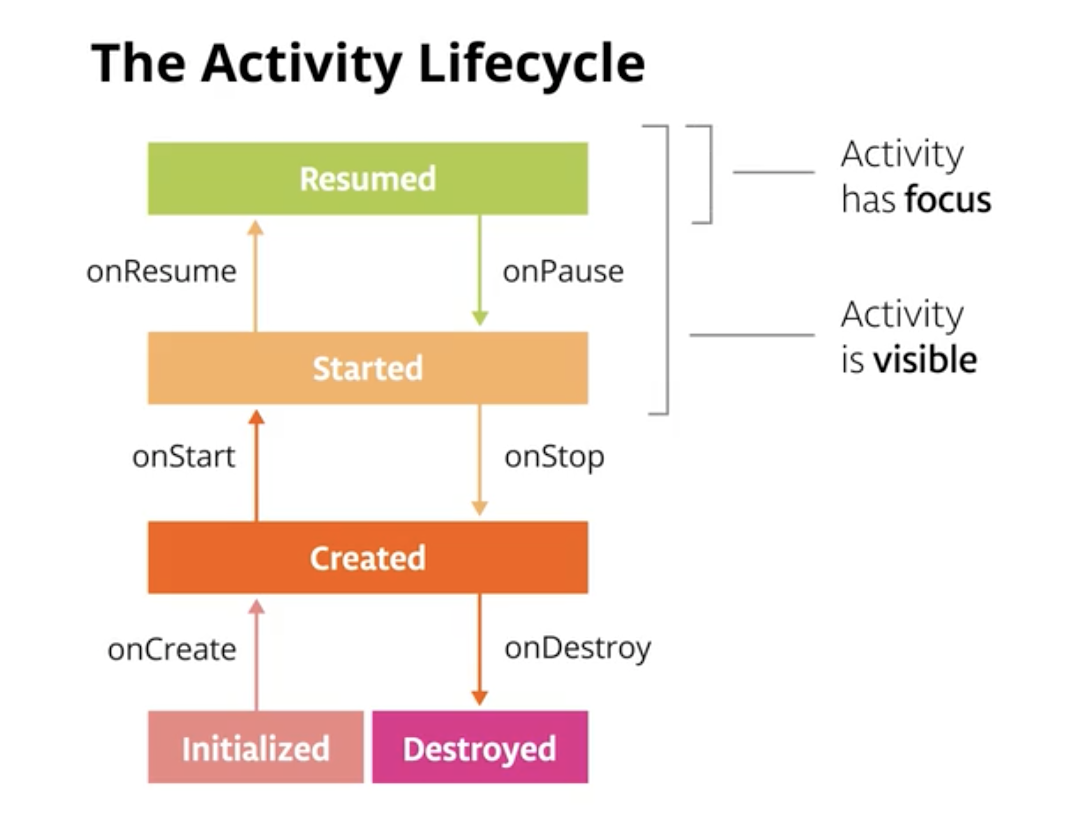 The Activity Lifecycle
Resumed
Activity
has focus
onResume
onPause
Activity
is visible
Started
onStart
onStop
Created
onCreate
onDestroy
Initialized
Destroyed